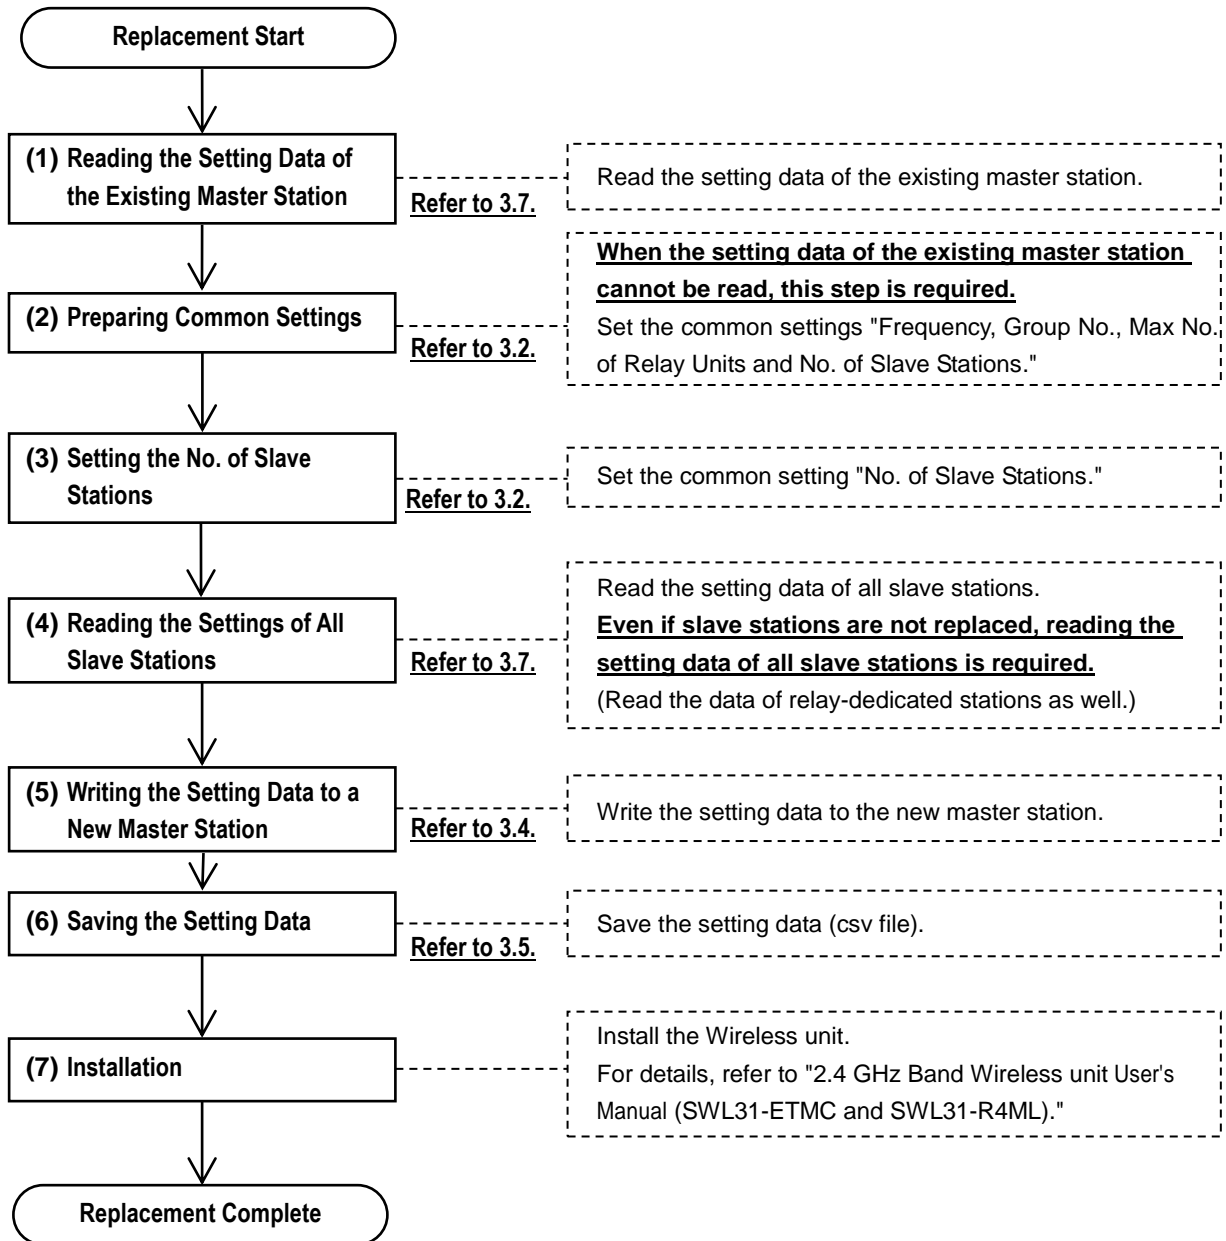 Replacement Start
(1) Reading the Setting Data of
the Existing Master Station
Refer to 3.7.
Read the setting data of the existing master station.
(2) Preparing Common Settings
Refer to 3.2.
When the setting data of the existing master station
cannot be read, this step is required.
Set the common settings "Frequency, Group No., Max No.
of Relay Units and No. of Slave Stations."
(3) Setting the No. of Slave
Stations
Refer to 3.2.
Set the common setting "No. of Slave Stations."
(4) Reading the Settings of All
Slave Stations
Refer to 3.7.
Read the setting data of all slave stations.
Even if slave stations are not replaced, reading the
setting data of all slave stations is required.
(Read the data of relay-dedicated stations as well.)
(5) Writing the Setting Data to a
New Master Station
Refer to 3.4.
Write the setting data to the new master station.
(6) Saving the Setting Data
Refer to 3.5.
Save the setting data (csv file).
(7) Installation
Install the Wireless unit.
For details, refer to "2.4 GHz Band Wireless unit User's
Manual (SWL31-ETMC and SWL31-R4ML)."
Replacement Complete